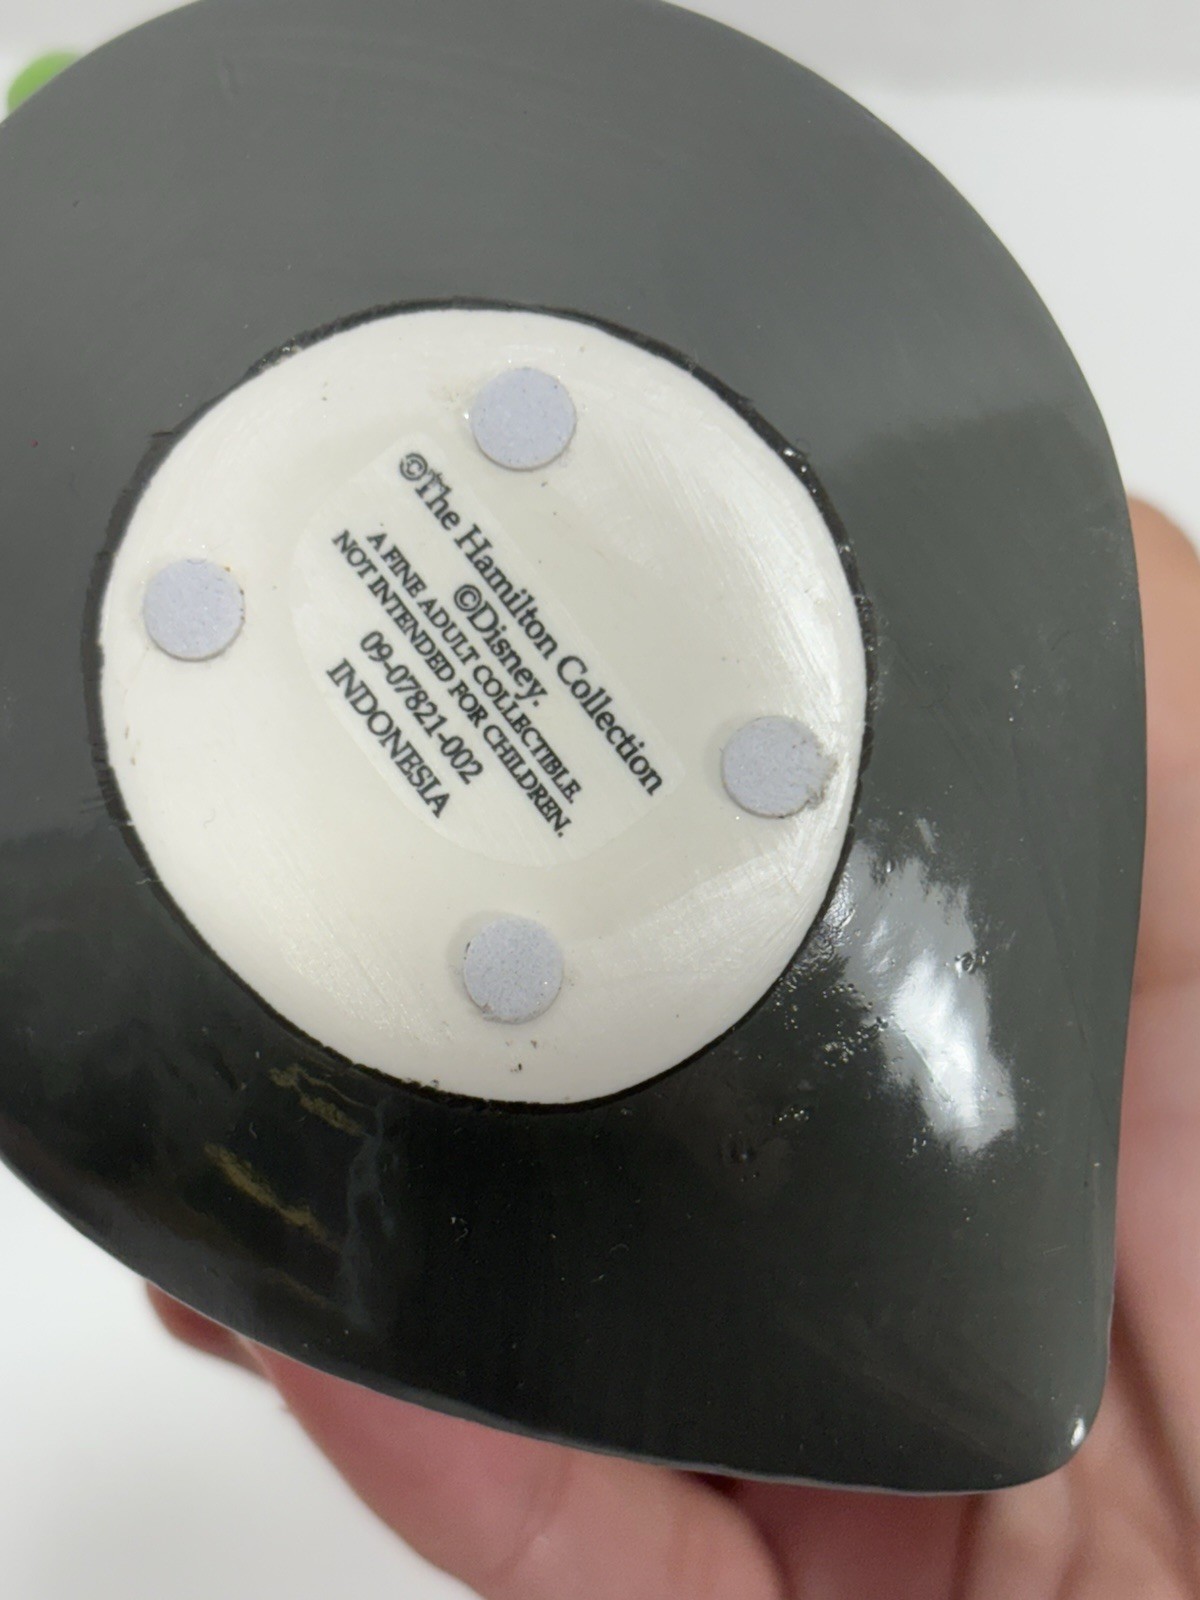 ©The Hamilton Collection
©Disney.
A FINE ADULT COLLECTIBLE.
NOT INTENDED FOR CHILDREN.
09-07821-002
INDONESIA